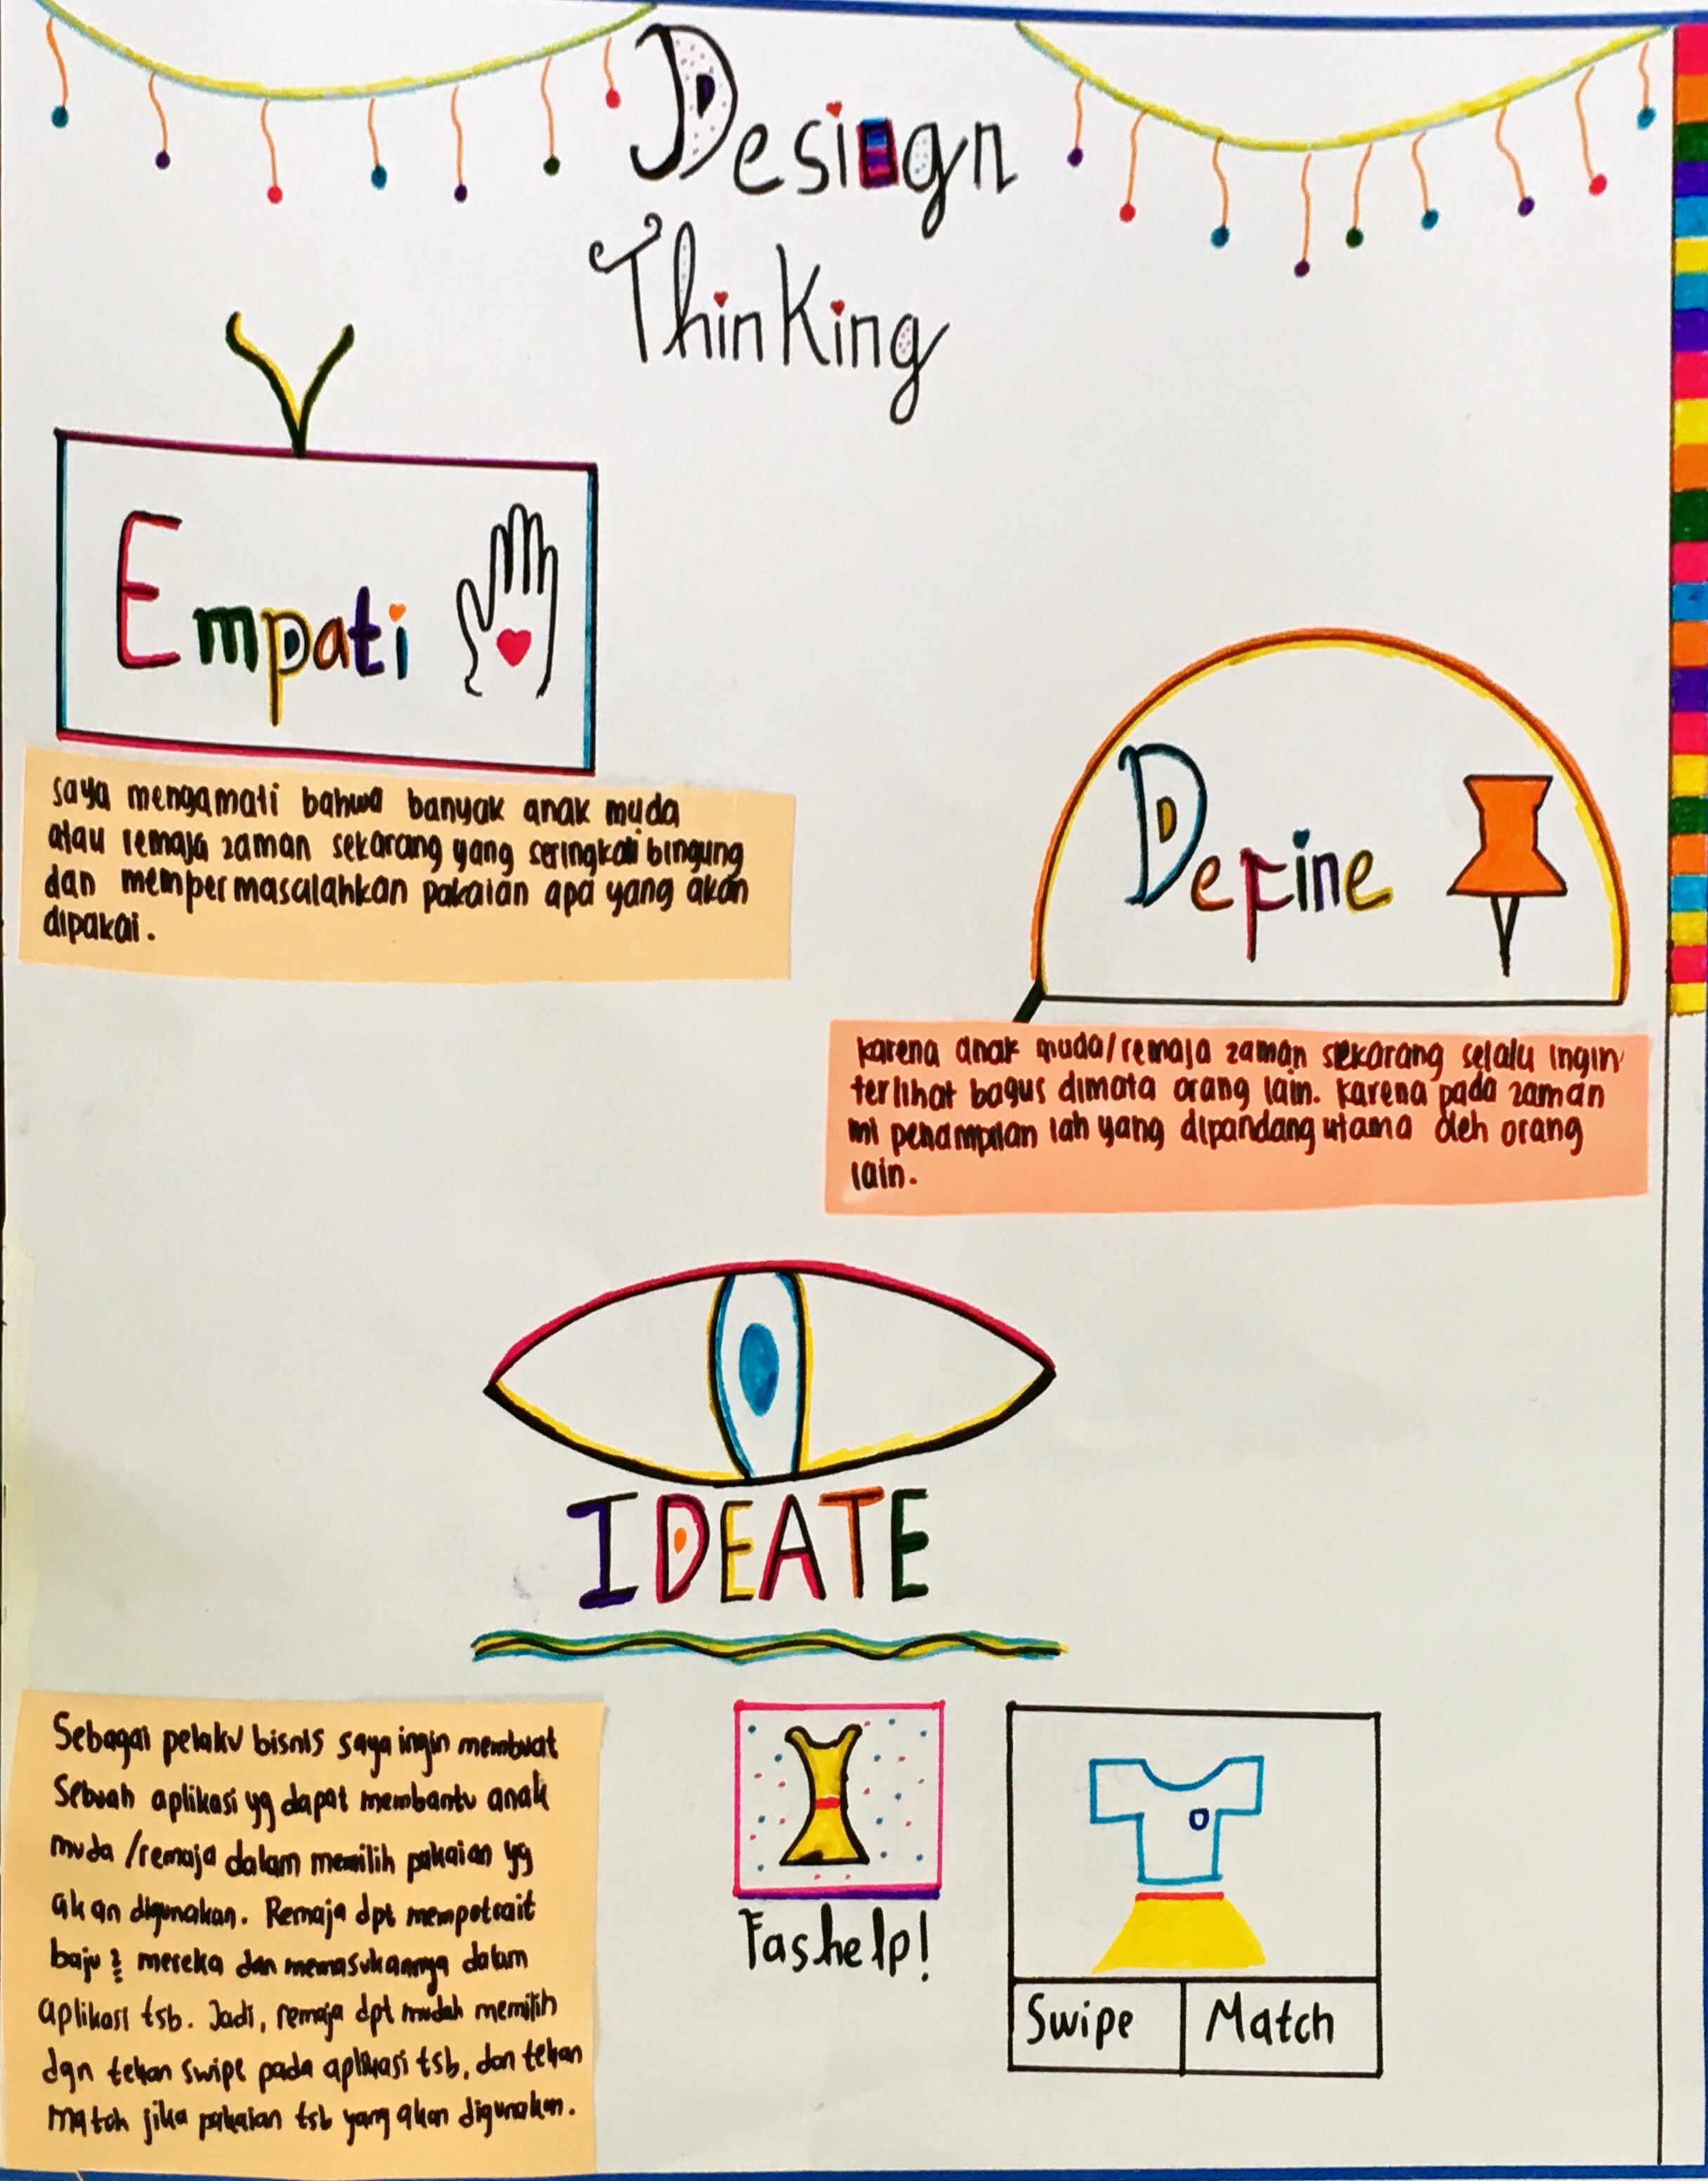 Design
Thinking
Empati
saya mengamati bahwa banyak anak muda
atau remaja zaman sekarang yang seringkali bingung
dan mempermasalahkan pakaian apa yang akan
dipakai.
Define
karena anak muda/remaja zaman sekarang selalu ingin
terlihat bagus dimata orang lain. karena pada zaman
ini penampilan lah yang dipandang utama oleh orang
lain.
IDEATE
Sebagai pelaku bisnis saya ingin membuat
Sebuah aplikasi yg dapat membantu anak
muda /remaja dalam memilih pakaian yg
akan digunakan. Remaja dpt mempotrait
baju2 mereka dan memasukannya dalam
aplikasi tsb. Jadi, remaja dpt mudah memilih
dgn tekan swipe pada aplikasi tsb, dan tekan
Match jika pakaian tsb yang akan digunakan.
Fashelp!
Swipe
Match